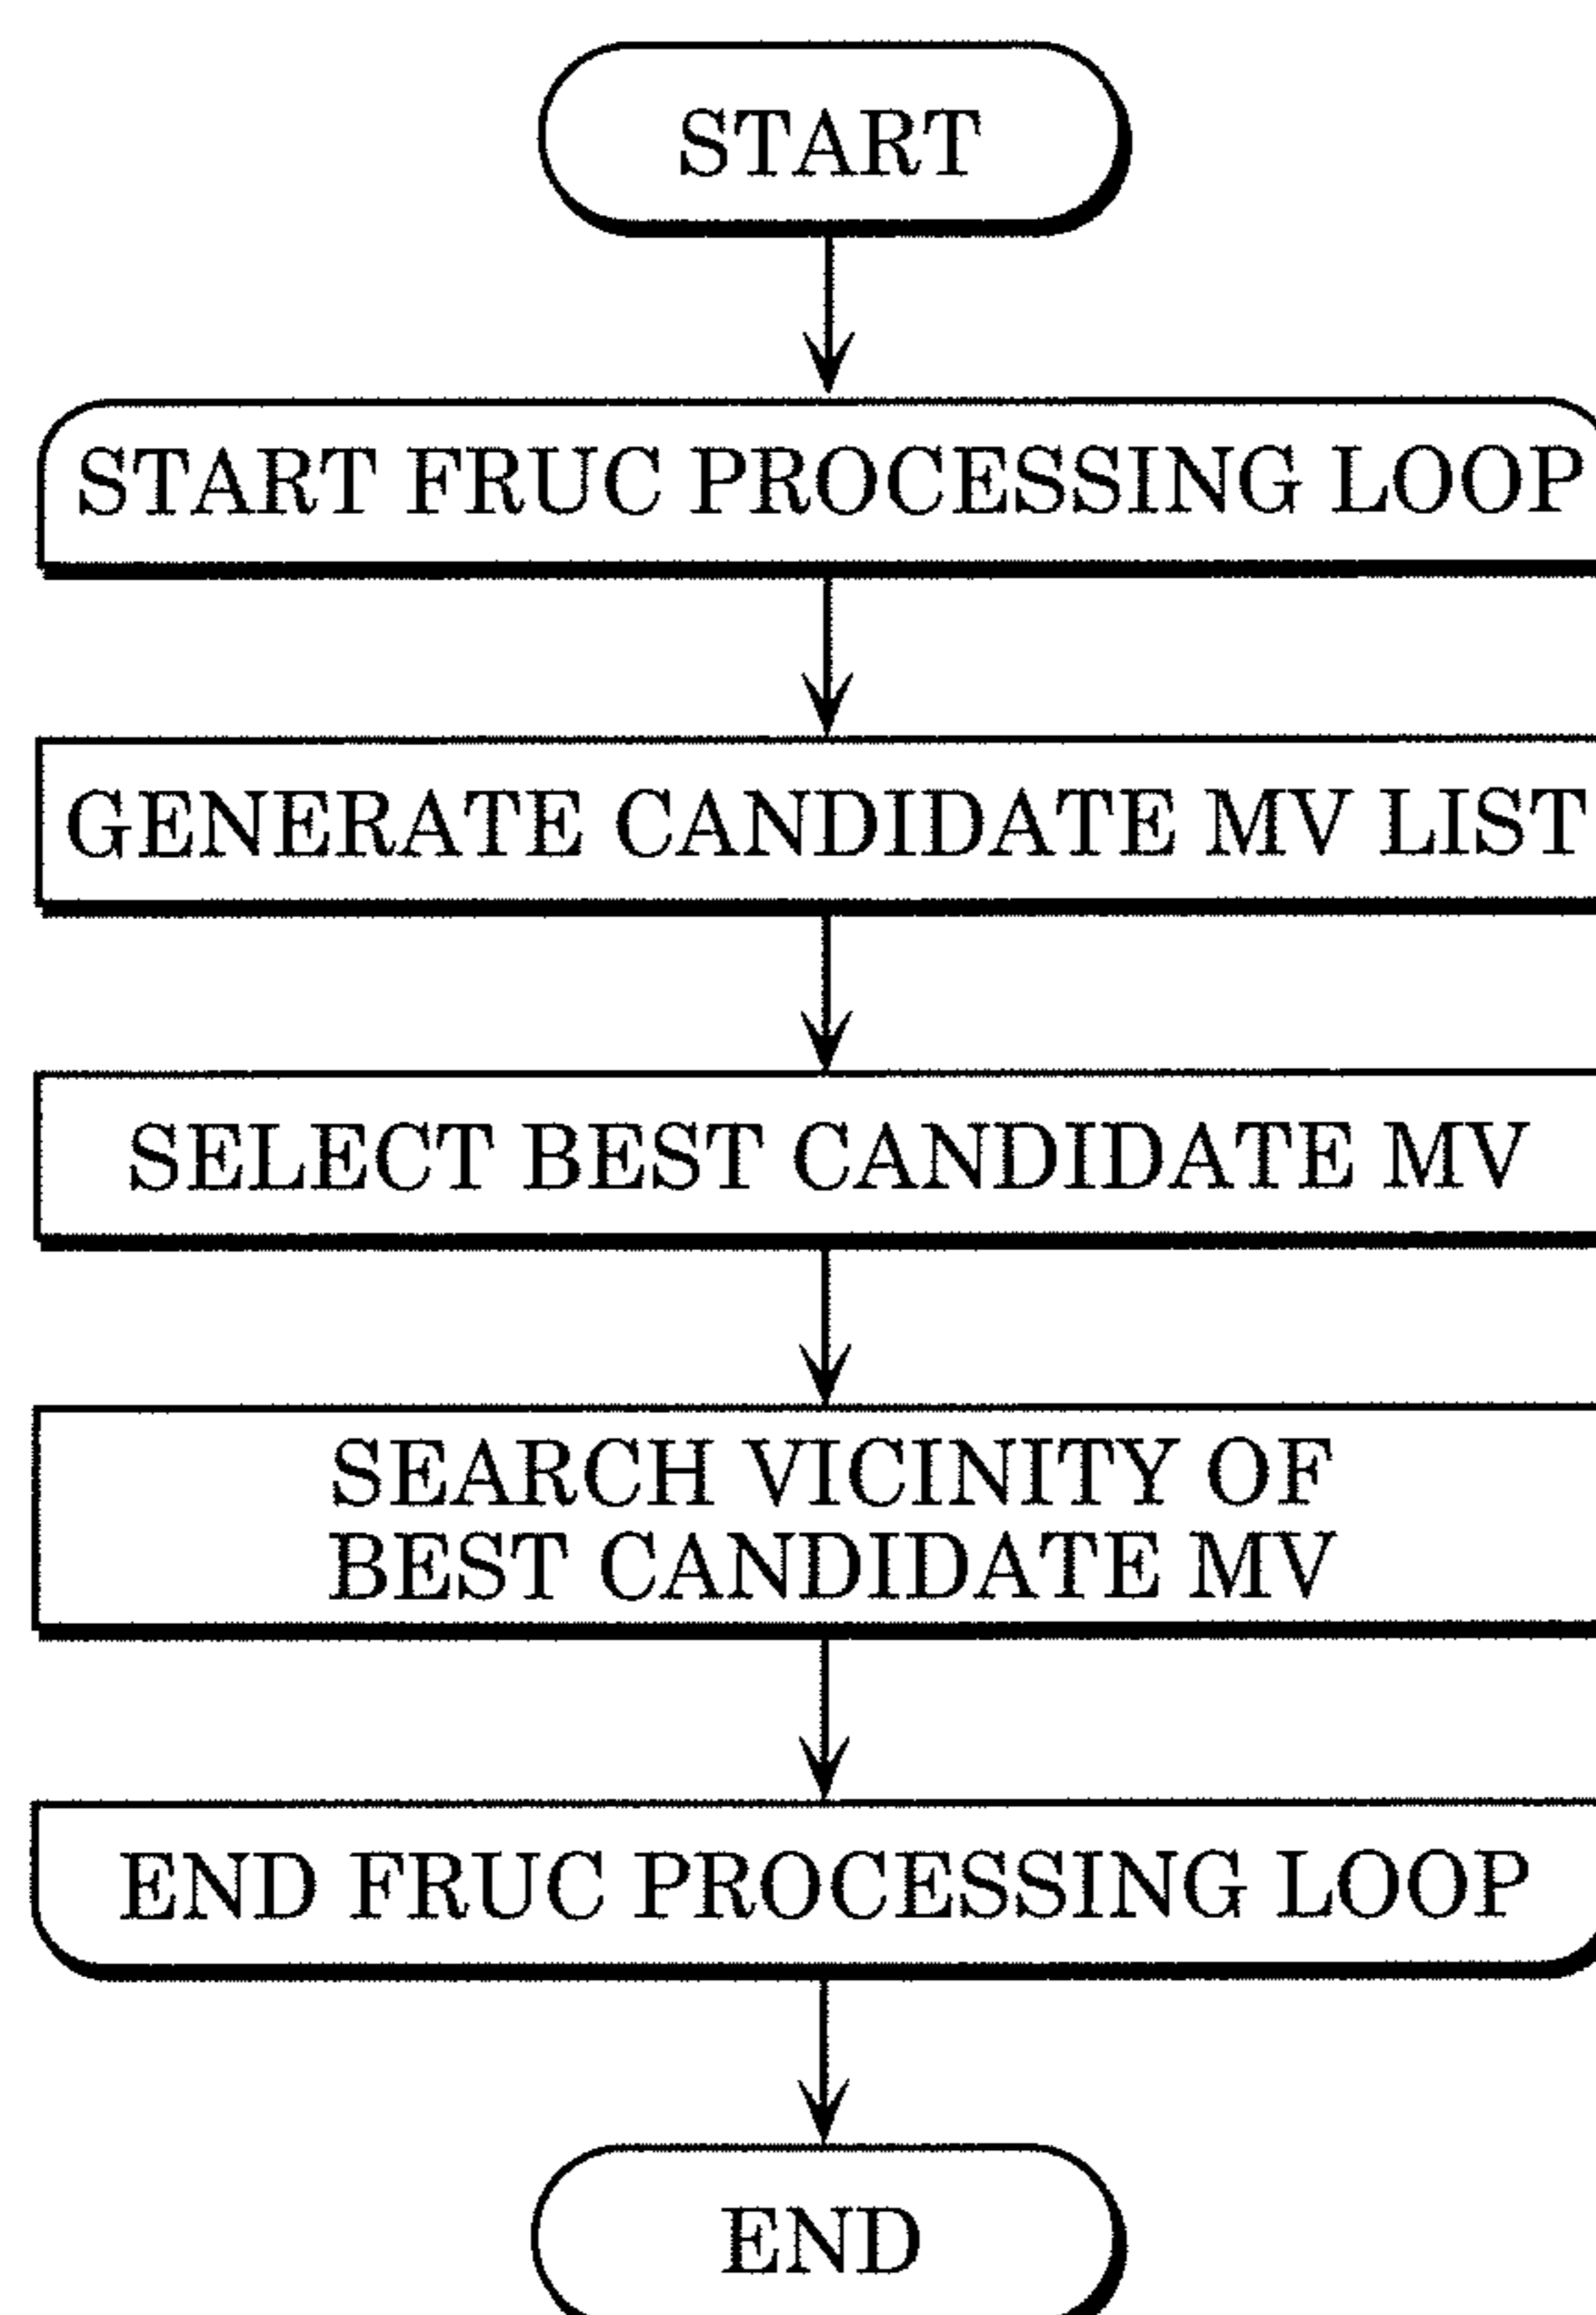 START
START FRUC PROCESSING LOOP
GENERATE CANDIDATE MV LIST
SELECT BEST CANDIDATE MV
SEARCH VICINITY OF
BEST CANDIDATE MV
END FRUC PROCESSING LOOP
END